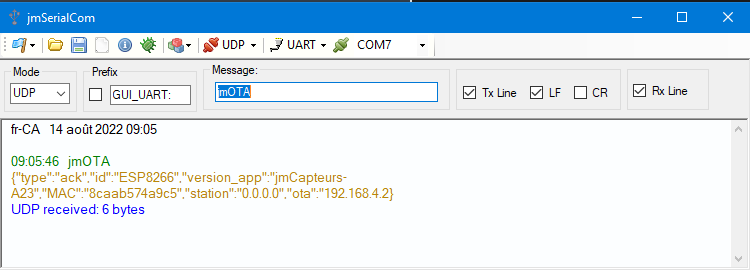 jmSerialCom
UDP UART COM7
Mode
UDP
Prefix
GUI_UART:
Message:
jmOTA
Tx Line LF CR Rx Line
fr-CA 14 août 2022 09:05
09:05:46 jmOTA
{"type":"ack","id":"ESP8266","version_app":"jmCapteurs-
A23","MAC":"8caab574a9c5","station":"0.0.0.0","ota":"192.168.4.2}
UDP received: 6 bytes